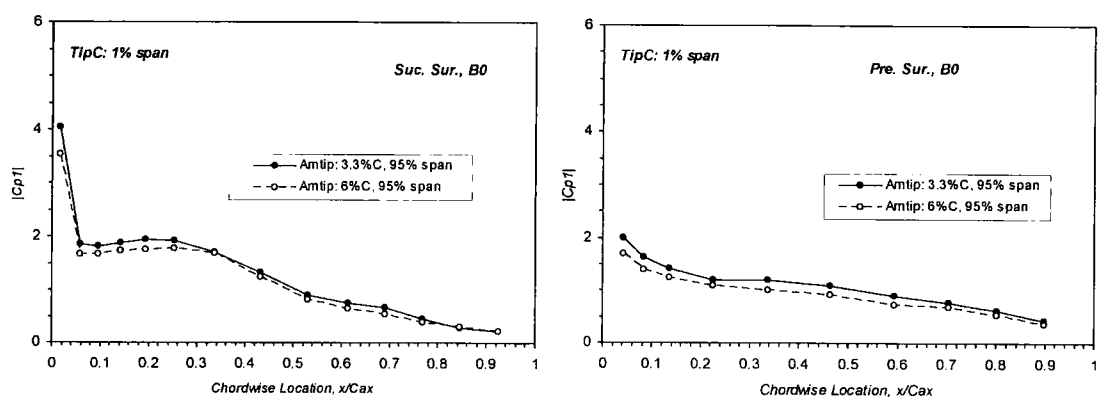 6
TipC: 1% span
Suc. Sur., B0
4
Amtip: 3.3%C, 95% span
Amtip: 6%C, 95% span
|Cp1|
2
0
0 0.1 0.2 0.3 0.4 0.5 0.6 0.7 0.8 0.9 1
Chordwise Location, x/Cax
6
TipC: 1% span
Pre. Sur., B0
4
Amtip: 3.3%C, 95% span
Amtip: 6%C, 95% span
|Cp1|
2
0
0 0.1 0.2 0.3 0.4 0.5 0.6 0.7 0.8 0.9 1
Chordwise Location, x/Cax